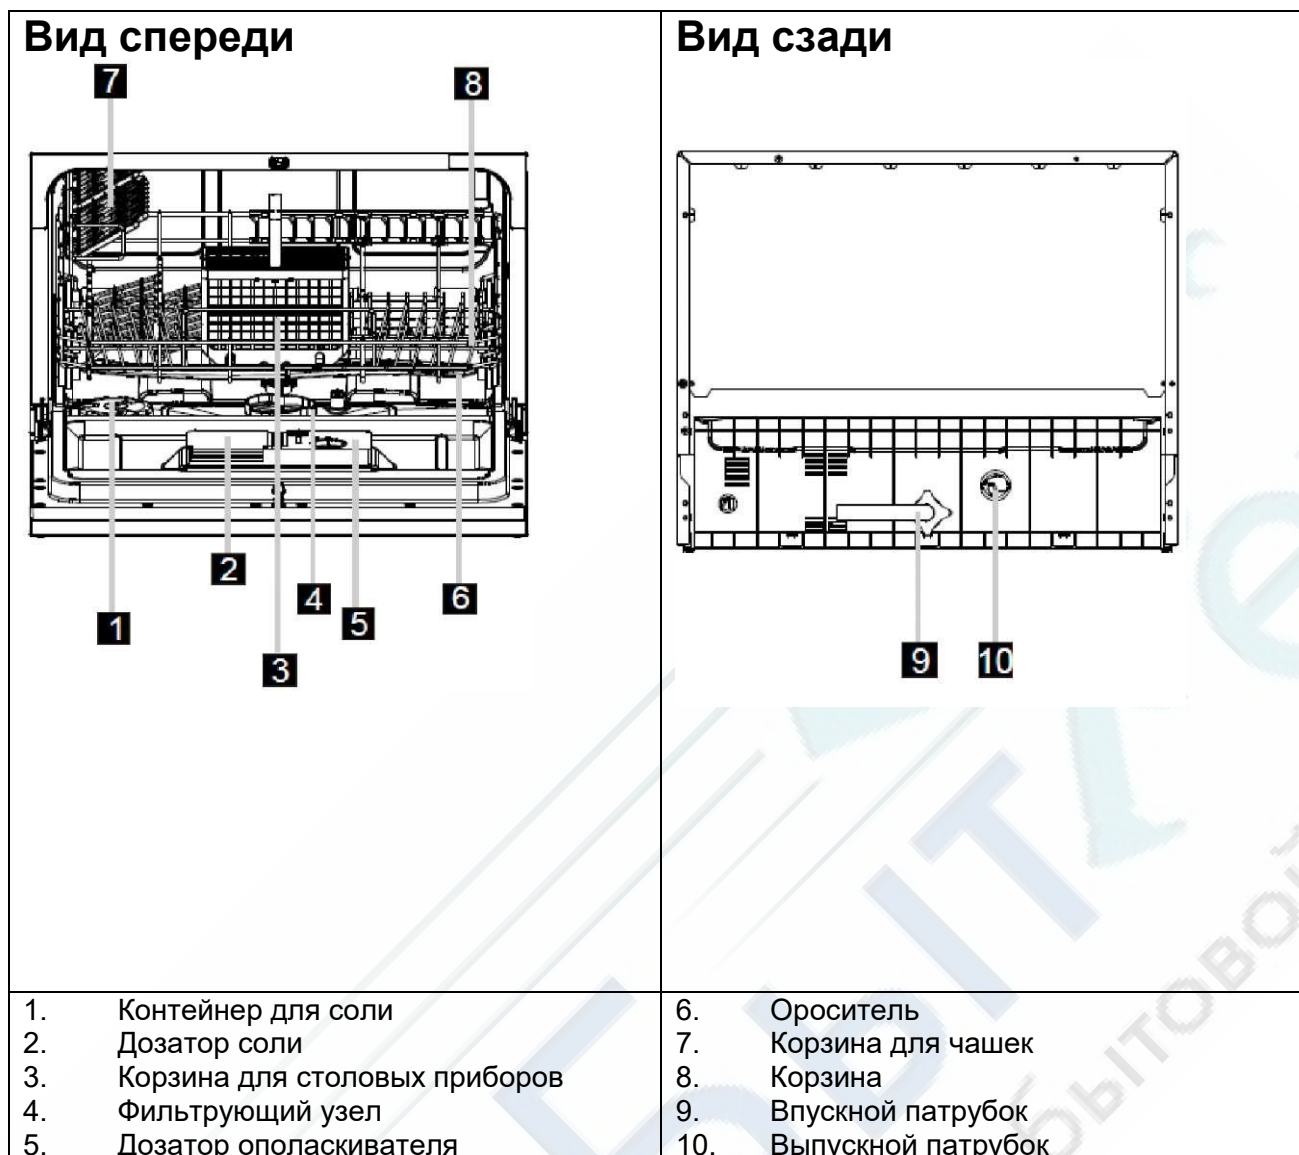 Вид спереди
7
8
2
4
5
6
1
3
Вид сзади
9
10
1. Контейнер для соли
2. Дозатор соли
3. Корзина для столовых приборов
4. Фильтрующий узел
5. Дозатор ополаскивателя
6. Ороситель
7. Корзина для чашек
8. Корзина
9. Впускной патрубок
10. Выпускной патрубок